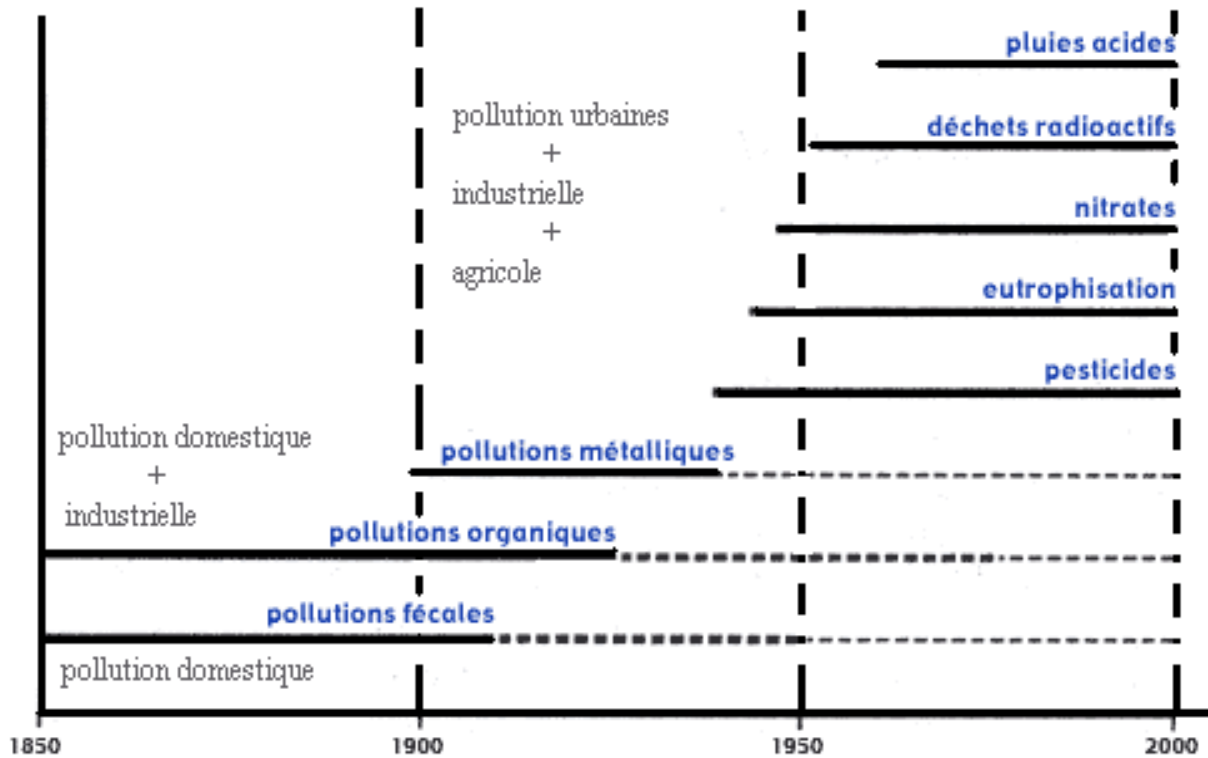 pluies acides
déchets radioactifs
nitrates
eutrophisation
pesticides
pollution urbaines
+
industrielle
+
agricole
pollutions métalliques
pollution domestique
+
industrielle
pollutions organiques
pollutions fécales
pollution domestique
1850 1900 1950 2000